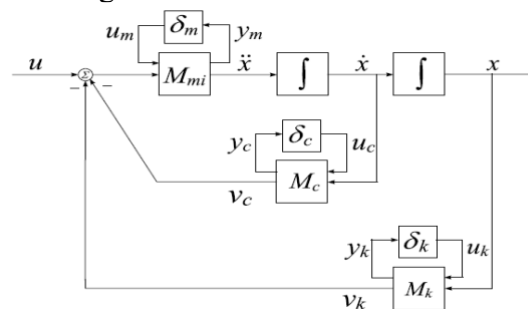 u_m δ_m y_m
u Σ M_mi ẍ ∫ ẋ ∫ x
− −
y_c δ_c u_c
M_c
v_c
y_k δ_k u_k
M_k
v_k